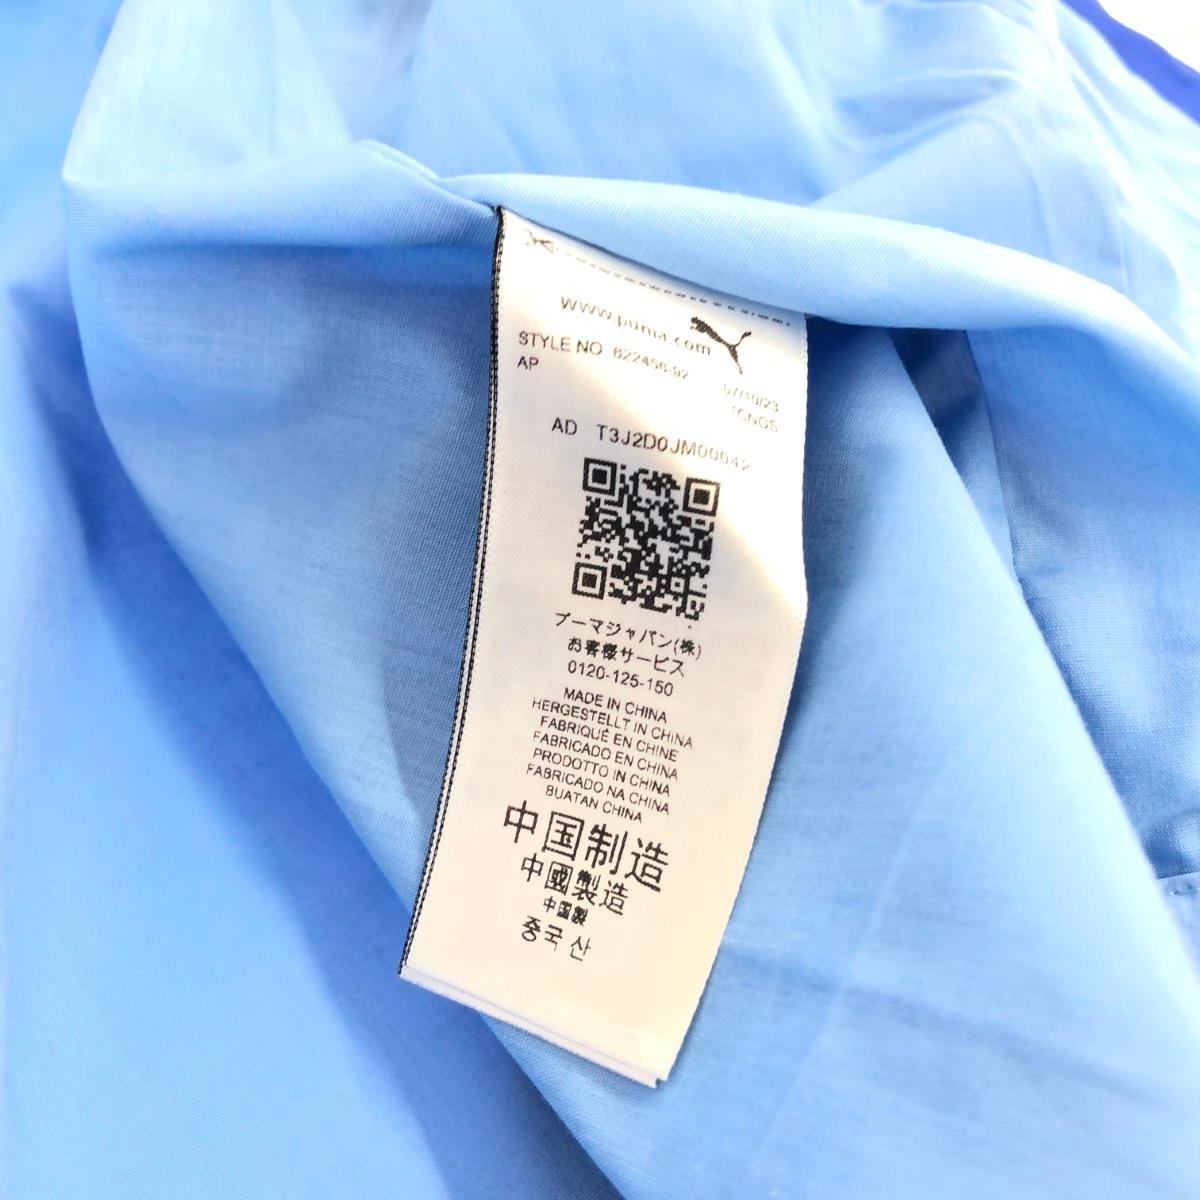 www.puma.com
STYLE NO 622456-92
AP
07/10/23
TCNGS
AD T3J2D0JM00042
プーマジャパン(株)
お客様サービス
0120-125-150
MADE IN CHINA
HERGESTELLT IN CHINA
FABRIQUÉ EN CHINE
FABRICADO EN CHINA
PRODOTTO IN CHINA
FABRICADO NA CHINA
BUATAN CHINA
中国制造
中國製造
中国製
중국 산